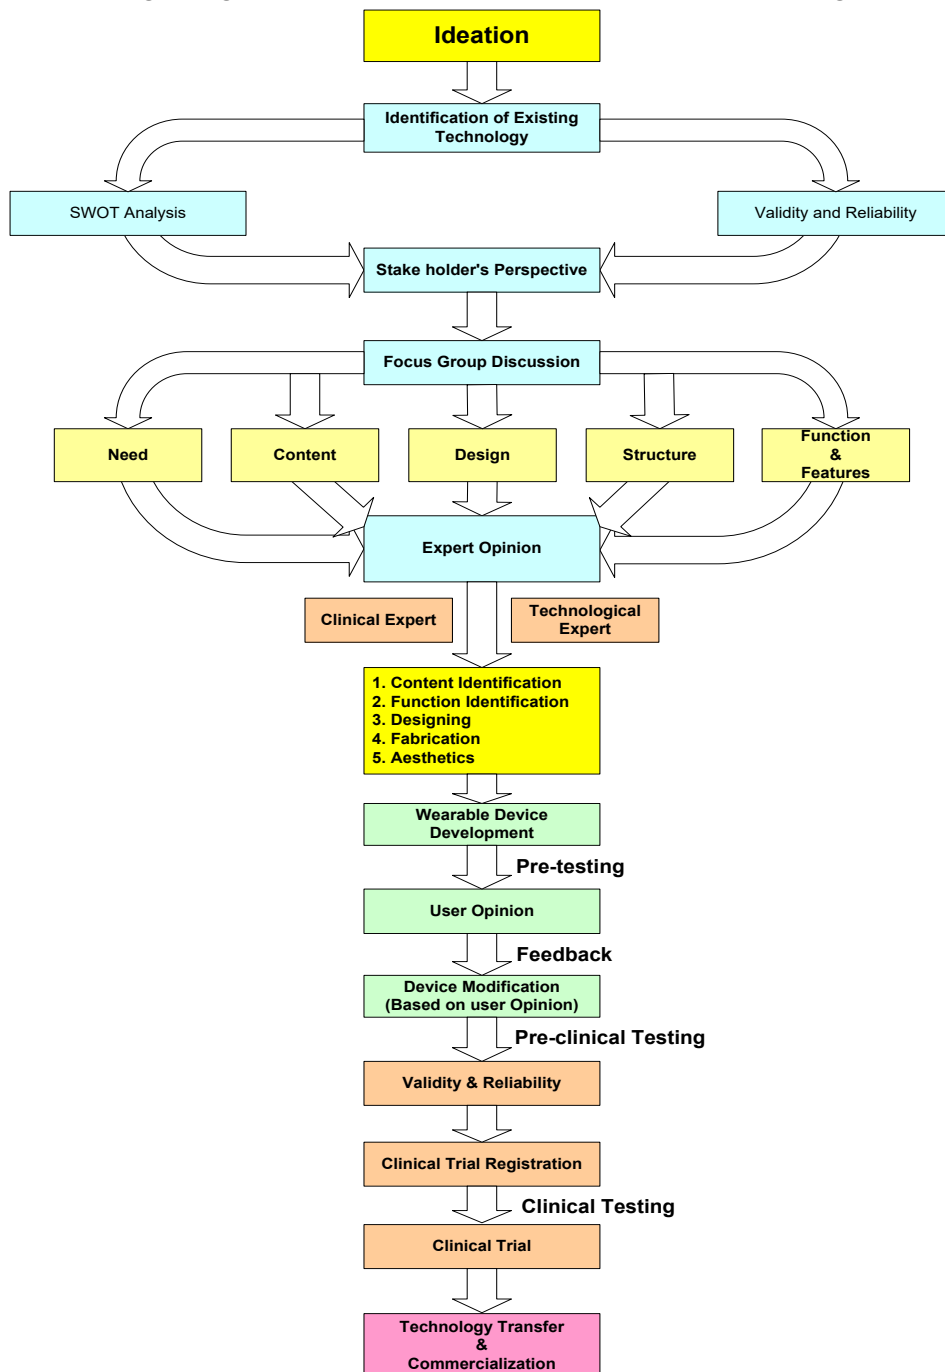 Ideation
Identification of Existing
Technology
SWOT Analysis
Validity and Reliability
Stake holder's Perspective
Focus Group Discussion
Need
Content
Design
Structure
Function
&
Features
Expert Opinion
Clinical Expert
Technological
Expert
1. Content Identification
2. Function Identification
3. Designing
4. Fabrication
5. Aesthetics
Wearable Device
Development
Pre-testing
User Opinion
Feedback
Device Modification
(Based on user Opinion)
Pre-clinical Testing
Validity & Reliability
Clinical Trial Registration
Clinical Testing
Clinical Trial
Technology Transfer
&
Commercialization